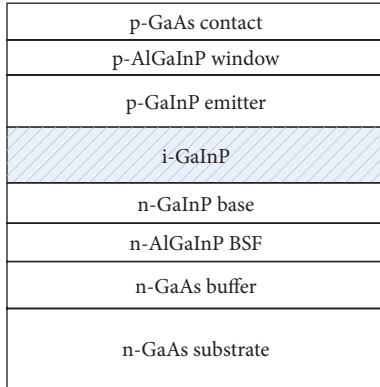 p-GaAs contact
p-AlGaInP window
p-GaInP emitter
i-GaInP
n-GaInP base
n-AlGaInP BSF
n-GaAs buffer
n-GaAs substrate